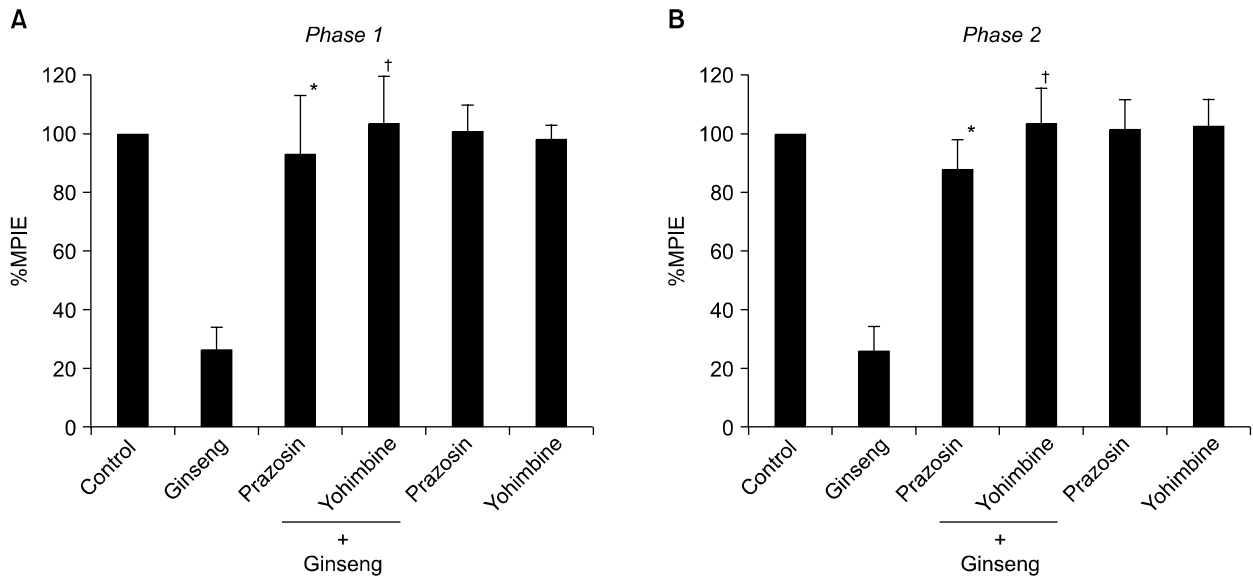 A
Phase 1
%MPIE
120
100
80
60
40
20
0
*
†
Control
Ginseng
Prazosin
Yohimbine
Prazosin
Yohimbine
+
Ginseng
B
Phase 2
%MPIE
120
100
80
60
40
20
0
*
†
Control
Ginseng
Prazosin
Yohimbine
Prazosin
Yohimbine
+
Ginseng